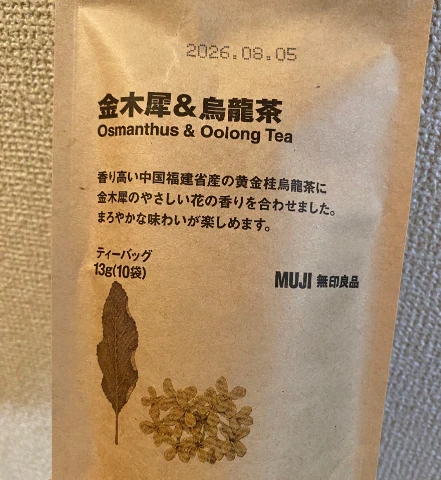 2026.08.05
金木犀&烏龍茶
Osmanthus & Oolong Tea
香り高い中国福建省産の黄金桂烏龍茶に
金木犀のやさしい花の香りを合わせました。
まろやかな味わいが楽しめます。
ティーバッグ
13g(10袋)
MUJI 無印良品